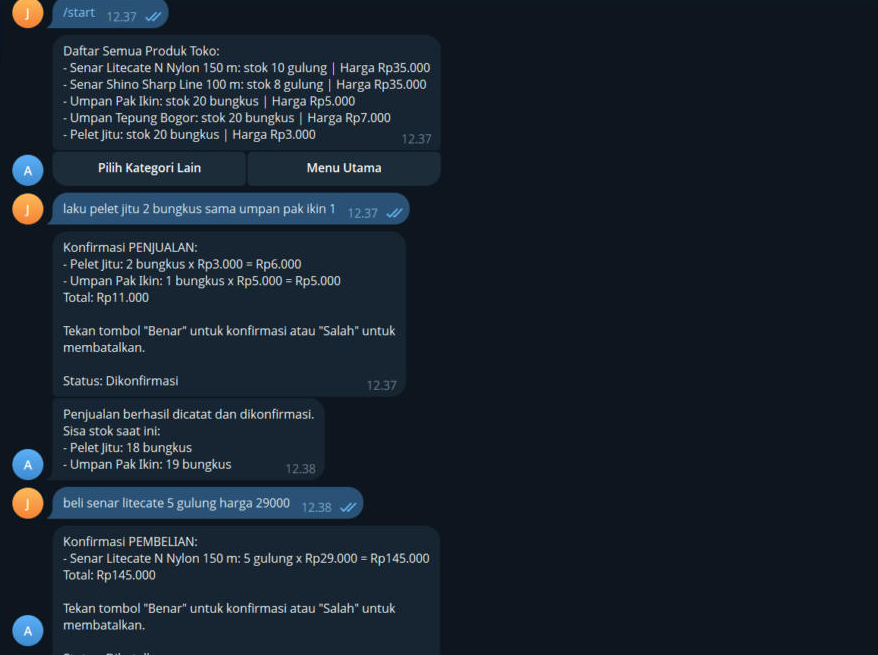 J
/start 12.37
Daftar Semua Produk Toko:
- Senar Litecate N Nylon 150 m: stok 10 gulung | Harga Rp35.000
- Senar Shino Sharp Line 100 m: stok 8 gulung | Harga Rp35.000
- Umpan Pak Ikin: stok 20 bungkus | Harga Rp5.000
- Umpan Tepung Bogor: stok 20 bungkus | Harga Rp7.000
- Pelet Jitu: stok 20 bungkus | Harga Rp3.000
12.37
A
Pilih Kategori Lain
Menu Utama
J
laku pelet jitu 2 bungkus sama umpan pak ikin 1 12.37
Konfirmasi PENJUALAN:
- Pelet Jitu: 2 bungkus x Rp3.000 = Rp6.000
- Umpan Pak Ikin: 1 bungkus x Rp5.000 = Rp5.000
Total: Rp11.000
Tekan tombol "Benar" untuk konfirmasi atau "Salah" untuk
membatalkan.
Status: Dikonfirmasi
12.37
Penjualan berhasil dicatat dan dikonfirmasi.
Sisa stok saat ini:
- Pelet Jitu: 18 bungkus
- Umpan Pak Ikin: 19 bungkus
12.38
A
J
beli senar litecate 5 gulung harga 29000 12.38
Konfirmasi PEMBELIAN:
- Senar Litecate N Nylon 150 m: 5 gulung x Rp29.000 = Rp145.000
Total: Rp145.000
Tekan tombol "Benar" untuk konfirmasi atau "Salah" untuk
membatalkan.
A